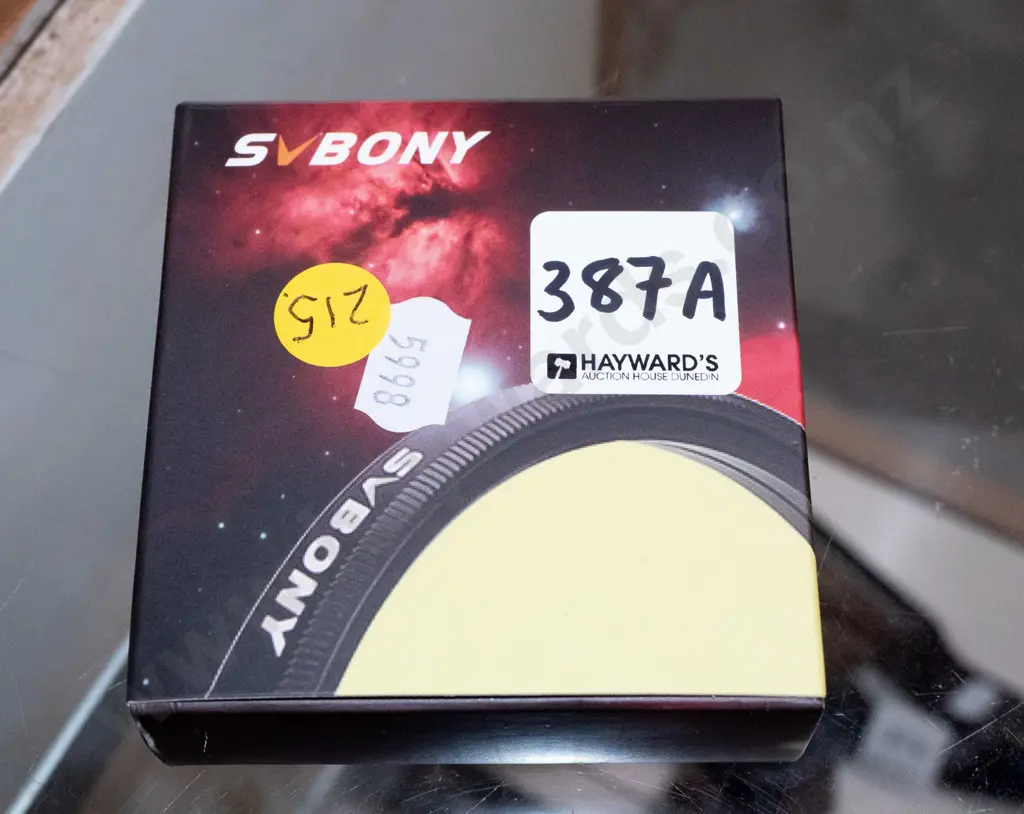 SVBONY
387A
HAYWARD'S
AUCTION HOUSE DUNEDIN
215
5998
SVBONY